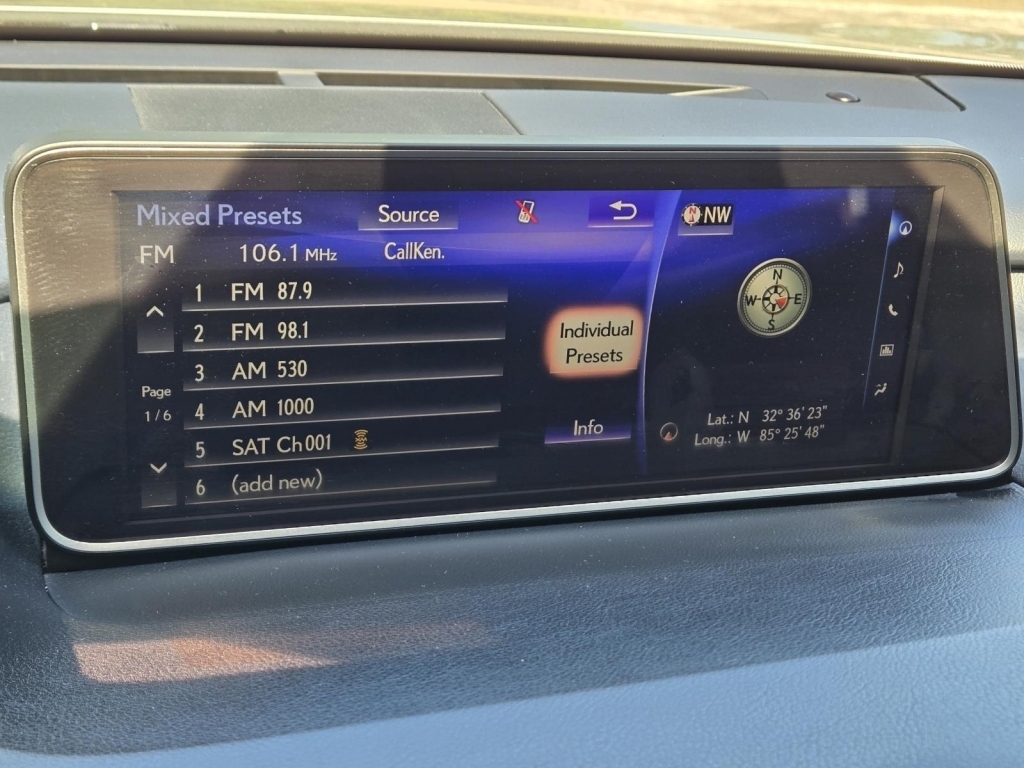 Mixed Presets Source NW
FM 106.1 MHz CallKen.
1 FM 87.9
2 FM 98.1
3 AM 530
4 AM 1000
5 SAT Ch001
6 (add new)
Page
1/6
Individual
Presets
Info
N
W E
S
Lat.: N 32° 36' 23"
Long.: W 85° 25' 48"